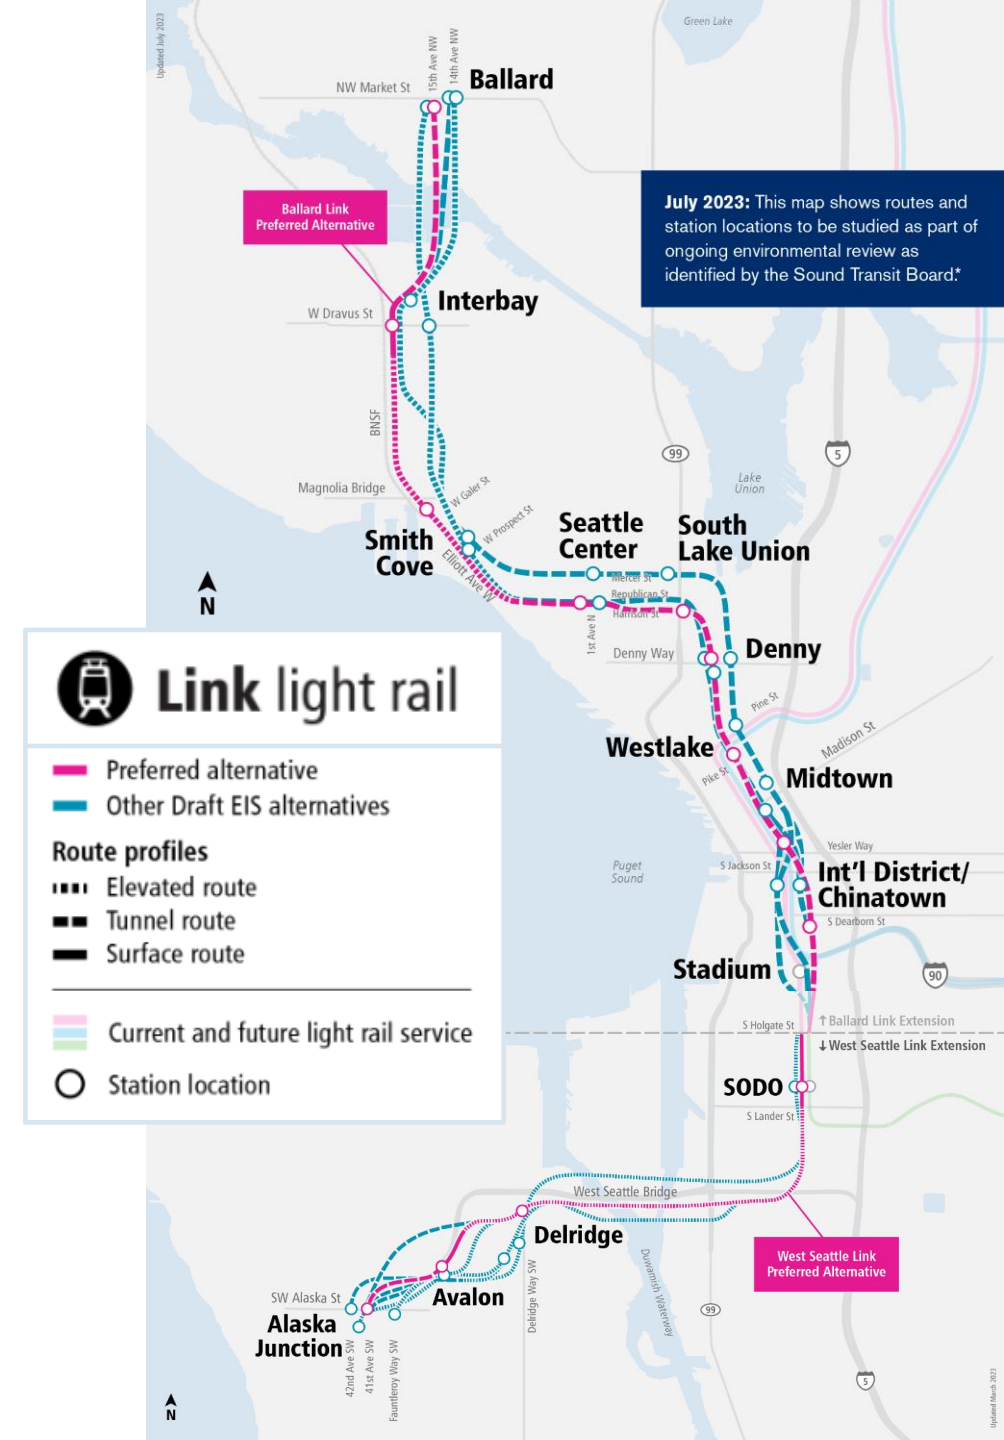 Updated July 2023
Green Lake
15th Ave NW
14th Ave NW
Ballard
NW Market St
Ballard Link
Preferred Alternative
July 2023: This map shows routes and
station locations to be studied as part of
ongoing environmental review as
identified by the Sound Transit Board.*
Interbay
W Dravus St
BNSF
99
5
Lake
Union
Magnolia Bridge
W Galer St
W Prospect St
Smith
Cove
Elliott Ave W
Seattle
Center
South
Lake Union
Mercer St
Republican St
Harrison St
1st Ave N
N
Denny Way
Denny
Pine St
Westlake
Pike St
Madison St
Midtown
Link light rail
Preferred alternative
Other Draft EIS alternatives
Route profiles
Elevated route
Tunnel route
Surface route
Current and future light rail service
Station location
Puget
Sound
Yesler Way
S Jackson St
Int'l District/
Chinatown
S Dearborn St
Stadium
90
S Holgate St
↑Ballard Link Extension
↓West Seattle Link Extension
SODO
S Lander St
West Seattle Bridge
Delridge
West Seattle Link
Preferred Alternative
Duwamish Waterway
Delridge Way SW
Avalon
SW Alaska St
Alaska
Junction
42nd Ave SW
41st Ave SW
Fauntleroy Way SW
99
5
N
Updated March 2023